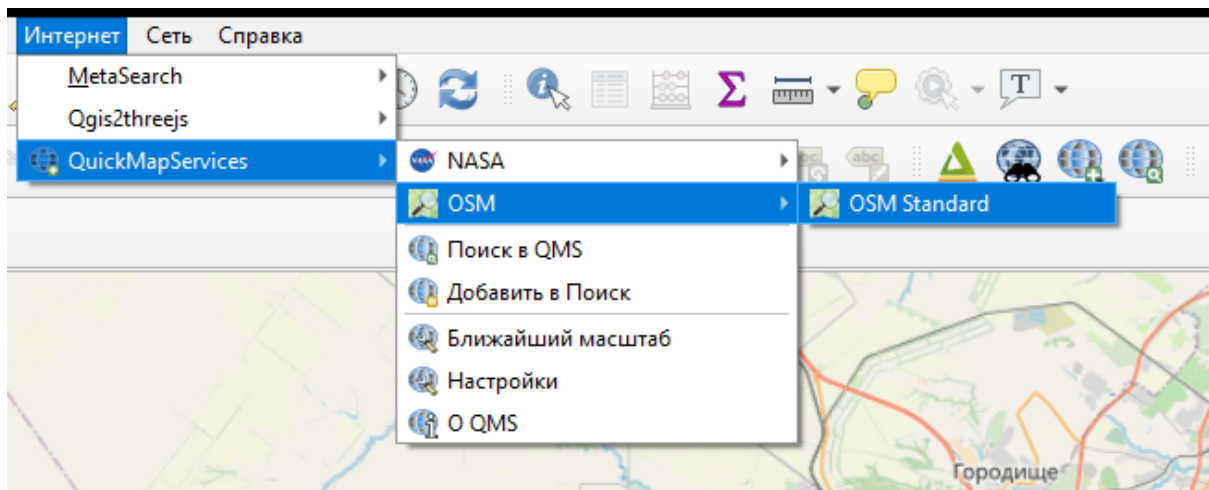 Интернет Сеть Справка
MetaSearch
Qgis2threejs
QuickMapServices
NASA
OSM
OSM Standard
Поиск в QMS
Добавить в Поиск
Ближайший масштаб
Настройки
О QMS
abc
T
Городище